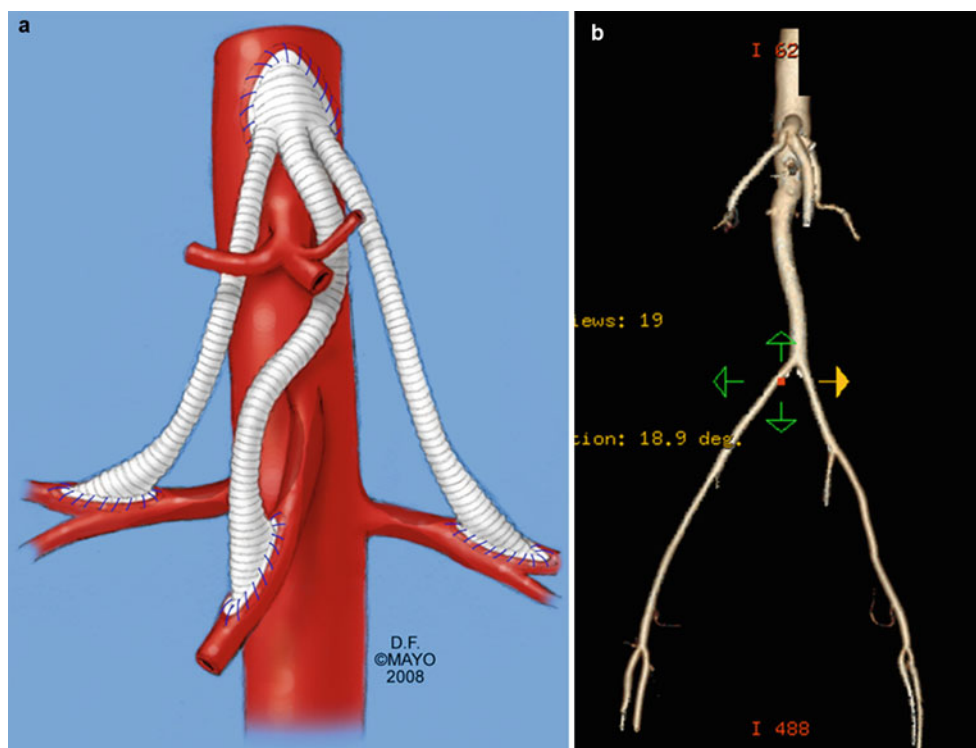 a
D.F.
©MAYO
2008
b
I 62
iews: 19
tion: 18.9 deg.
I 488